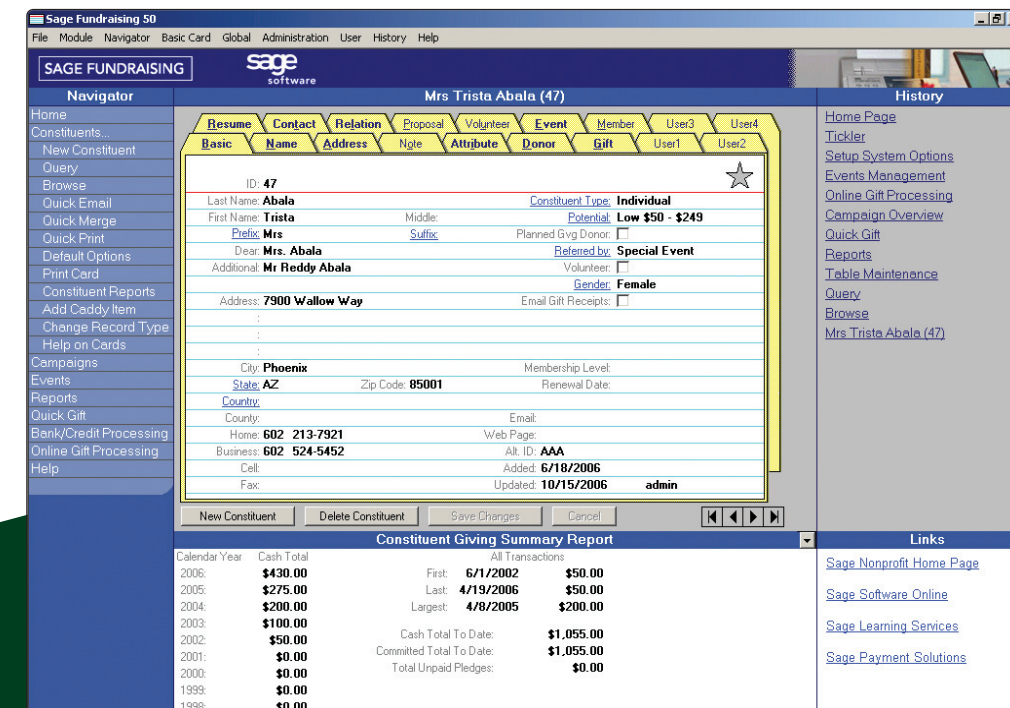 Sage Fundraising 50
File Module Navigator Basic Card Global Administration User History Help
SAGE FUNDRAISING
sage
software
Navigator
Home
Constituents...
New Constituent
Query
Browse
Quick Email
Quick Merge
Quick Print
Default Options
Print Card
Constituent Reports
Add Caddy Item
Change Record Type
Help on Cards
Campaigns
Events
Reports
Quick Gift
Bank/Credit Processing
Online Gift Processing
Help
Mrs Trista Abala (47)
Resume Contact Relation Proposal Volunteer Event Member User3 User4
Basic Name Address Note Attribute Donor Gift User1 User2
ID: 47
Last Name: Abala Constituent Type: Individual
First Name: Trista Middle: Potential: Low $50 - $249
Prefix: Mrs Suffix: Planned Gvg Donor:
Dear: Mrs. Abala Referred by: Special Event
Additional: Mr Reddy Abala Volunteer:
Gender: Female
Address: 7900 Wallow Way Email Gift Receipts:
:
:
:
City: Phoenix Membership Level:
State: AZ Zip Code: 85001 Renewal Date:
Country:
County: Email:
Home: 602 213-7921 Web Page:
Business: 602 524-5452 Alt. ID: AAA
Cell: Added: 6/18/2006
Fax: Updated: 10/15/2006 admin
New Constituent Delete Constituent Save Changes Cancel
Constituent Giving Summary Report
Calendar Year Cash Total All Transactions
2006: $430.00 First: 6/1/2002 $50.00
2005: $275.00 Last: 4/19/2006 $50.00
2004: $200.00 Largest: 4/8/2005 $200.00
2003: $100.00
2002: $50.00 Cash Total To Date: $1,055.00
2001: $0.00 Committed Total To Date: $1,055.00
2000: $0.00 Total Unpaid Pledges: $0.00
1999: $0.00
1998: $0.00
History
Home Page
Tickler
Setup System Options
Events Management
Online Gift Processing
Campaign Overview
Quick Gift
Reports
Table Maintenance
Query
Browse
Mrs Trista Abala (47)
Links
Sage Nonprofit Home Page
Sage Software Online
Sage Learning Services
Sage Payment Solutions